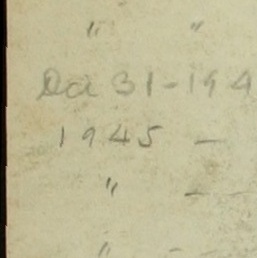 " "
Dec 31-194
1945 -
" -
" -